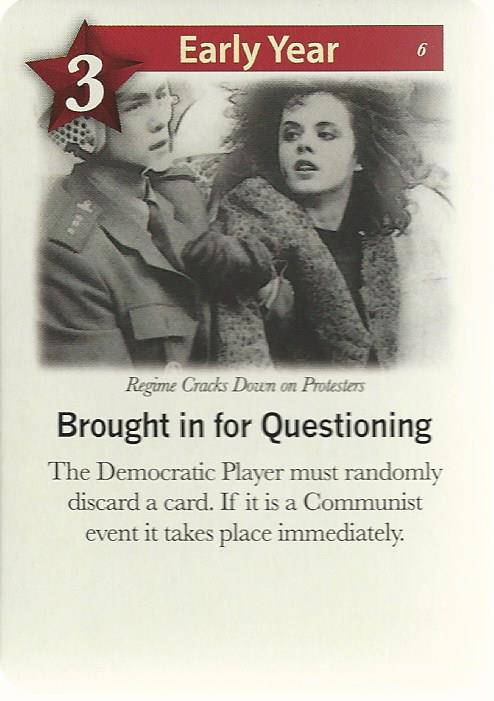 3
Early Year
6
Regime Cracks Down on Protesters
Brought in for Questioning
The Democratic Player must randomly
discard a card. If it is a Communist
event it takes place immediately.